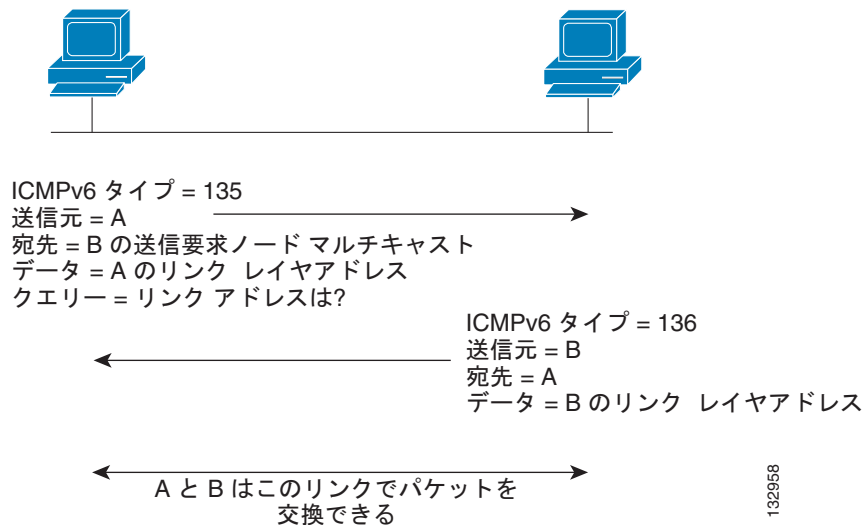 ICMPv6 タイプ = 135
送信元 = A
宛先 = B の送信要求ノード マルチキャスト
データ = A のリンク レイヤアドレス
クエリー = リンク アドレスは?
ICMPv6 タイプ = 136
送信元 = B
宛先 = A
データ = B のリンク レイヤアドレス
A と B はこのリンクでパケットを
交換できる
132958